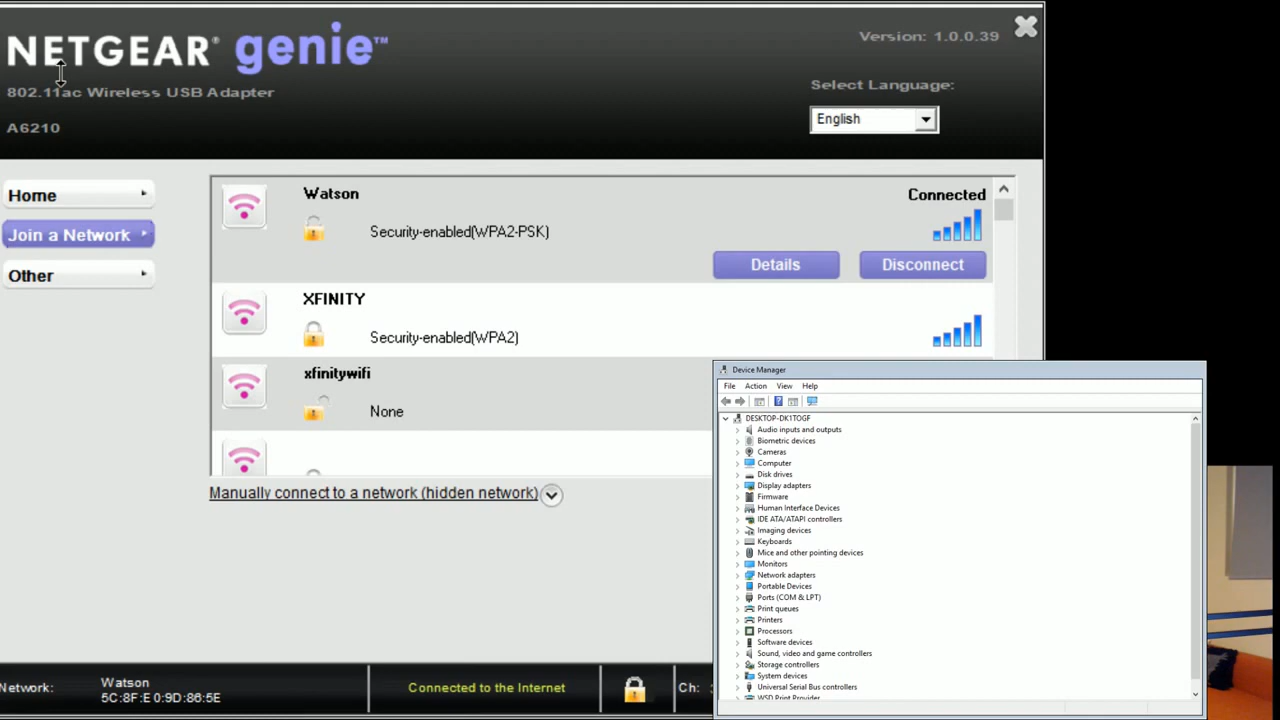 NETGEAR® genie™
Version: 1.0.0.39
802.11ac Wireless USB Adapter
Select Language:
A6210
English
Home
Join a Network
Other
Watson
Connected
Security-enabled(WPA2-PSK)
Details
Disconnect
XFINITY
Security-enabled(WPA2)
xfinitywifi
None
Manually connect to a network (hidden network)
Device Manager
File Action View Help
DESKTOP-DK1TOGF
Audio inputs and outputs
Biometric devices
Cameras
Computer
Disk drives
Display adapters
Firmware
Human Interface Devices
IDE ATA/ATAPI controllers
Imaging devices
Keyboards
Mice and other pointing devices
Monitors
Network adapters
Portable Devices
Ports (COM & LPT)
Print queues
Printers
Processors
Software devices
Sound, video and game controllers
Storage controllers
System devices
Universal Serial Bus controllers
WSD Print Provider
Network:
Watson
5C:8F:E0:9D:86:5E
Connected to the Internet
Ch: